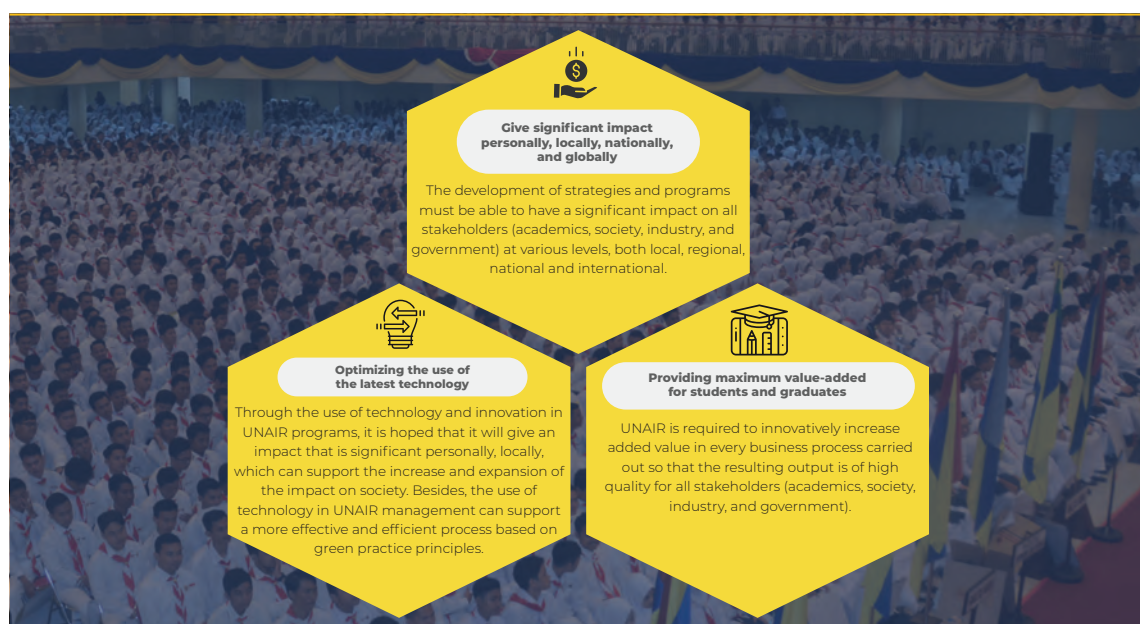 Give significant impact
personally, locally, nationally,
and globally
The development of strategies and programs
must be able to have a significant impact on all
stakeholders (academics, society, industry, and
government) at various levels, both local, regional,
national and international.
Optimizing the use of
the latest technology
Through the use of technology and innovation in
UNAIR programs, it is hoped that it will give an
impact that is significant personally, locally,
which can support the increase and expansion of
the impact on society. Besides, the use of
technology in UNAIR management can support
a more effective and efficient process based on
green practice principles.
Providing maximum value-added
for students and graduates
UNAIR is required to innovatively increase
added value in every business process carried
out so that the resulting output is of high
quality for all stakeholders (academics, society,
industry, and government).